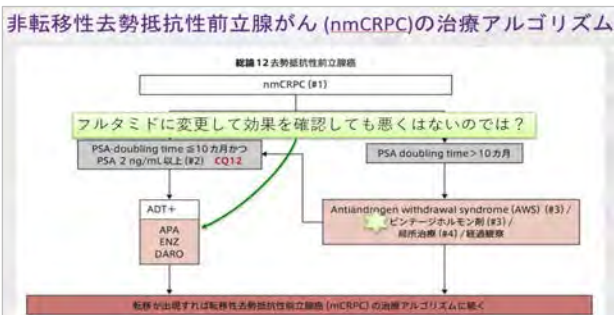 非転移性去勢抵抗性前立腺がん (nmCRPC)の治療アルゴリズム
総論12 去勢抵抗性前立腺癌
nmCRPC (#1)
フルタミドに変更して効果を確認しても悪くはないのでは？
PSA-doubling time ≦10カ月かつ
PSA 2 ng/mL以上 (#2) CQ12
PSA doubling time>10カ月
ADT+
APA
ENZ
DARO
Antiandrogen withdrawal syndrome (AWS) (#3) /
ビンテージホルモン剤 (#3) /
局所治療 (#4) / 経過観察
転移が出現すれば転移性去勢抵抗性前立腺癌 (mCRPC) の治療アルゴリズムに続く